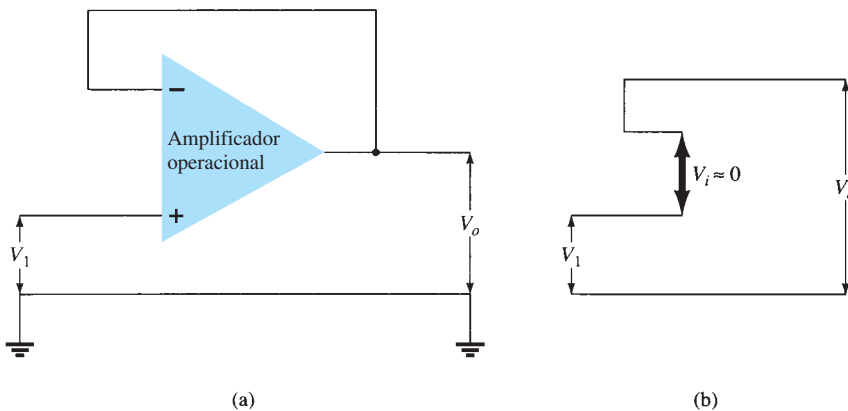 −
Amplificador
operacional
+
V₁
Vₒ
(a)
Vᵢ ≈ 0
V₁
V
(b)